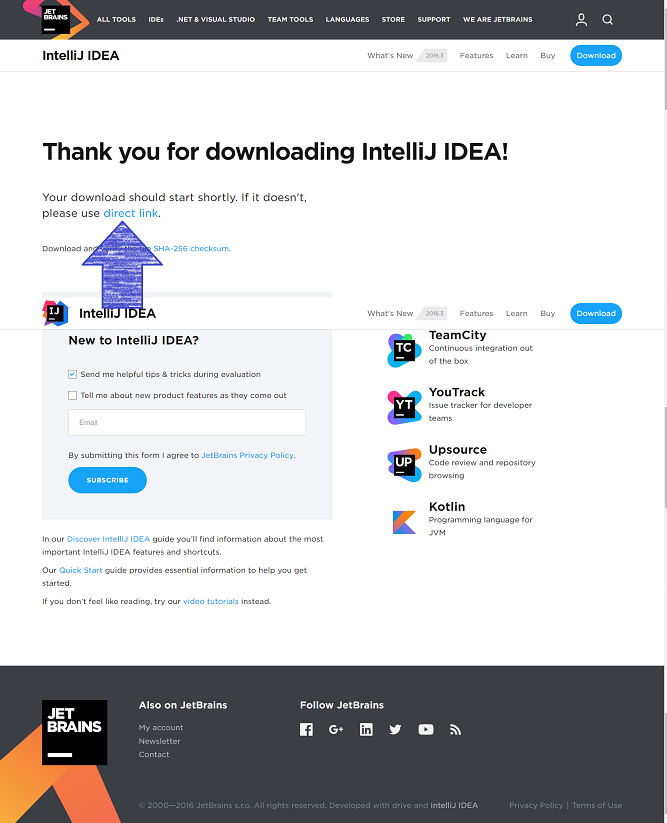 JET
BRAINS
ALL TOOLS IDEs .NET & VISUAL STUDIO TEAM TOOLS LANGUAGES STORE SUPPORT WE ARE JETBRAINS
IntelliJ IDEA What's New 2016.3 Features Learn Buy Download
Thank you for downloading IntelliJ IDEA!
Your download should start shortly. If it doesn't,
please use direct link.
Download and SHA-256 checksum.
IJ IntelliJ IDEA What's New 2016.3 Features Learn Buy Download
New to IntelliJ IDEA?
Send me helpful tips & tricks during evaluation
Tell me about new product features as they come out
Email
By submitting this form I agree to JetBrains Privacy Policy.
SUBSCRIBE
TC TeamCity
Continuous integration out
of the box
YT YouTrack
Issue tracker for developer
teams
UP Upsource
Code review and repository
browsing
Kotlin
Programming language for
JVM
In our Discover IntelliJ IDEA guide you'll find information about the most
important IntelliJ IDEA features and shortcuts.
Our Quick Start guide provides essential information to help you get
started.
If you don't feel like reading, try our video tutorials instead.
JET
BRAINS
Also on JetBrains
My account
Newsletter
Contact
Follow JetBrains
G+ in
© 2000—2016 JetBrains s.r.o. All rights reserved. Developed with drive and IntelliJ IDEA Privacy Policy | Terms of Use